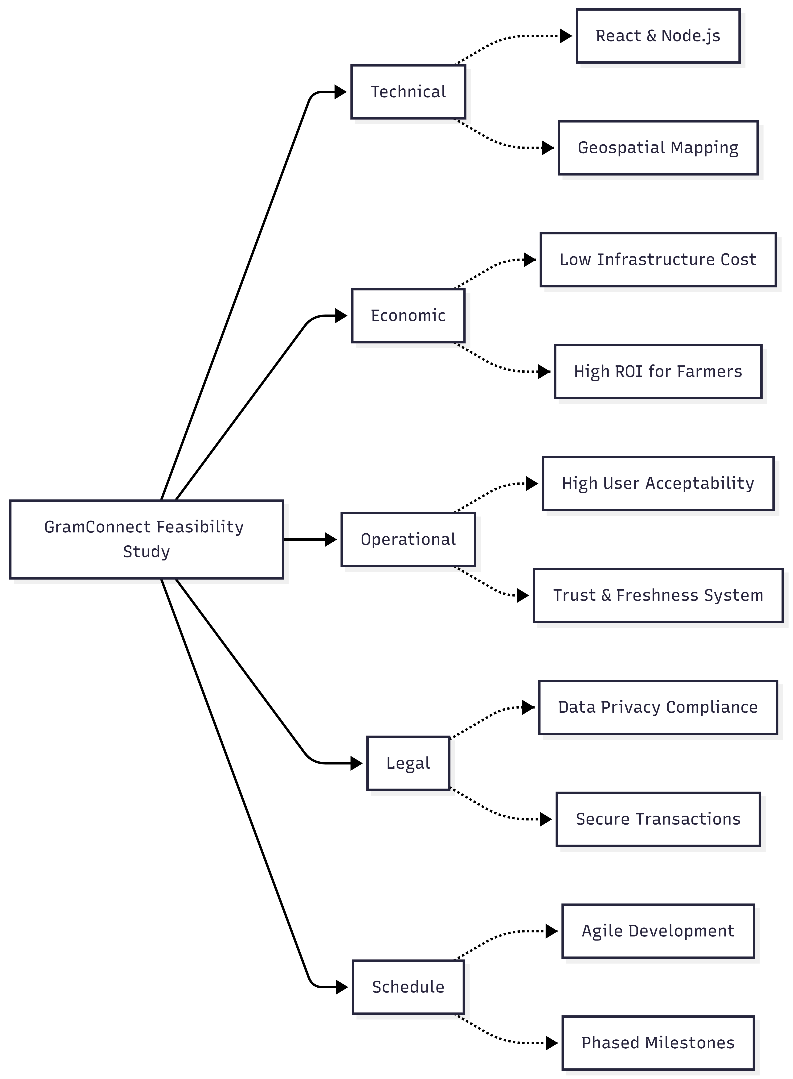 React & Node.js
Technical
Geospatial Mapping
Low Infrastructure Cost
Economic
High ROI for Farmers
High User Acceptability
GramConnect Feasibility
Study
Operational
Trust & Freshness System
Data Privacy Compliance
Legal
Secure Transactions
Agile Development
Schedule
Phased Milestones